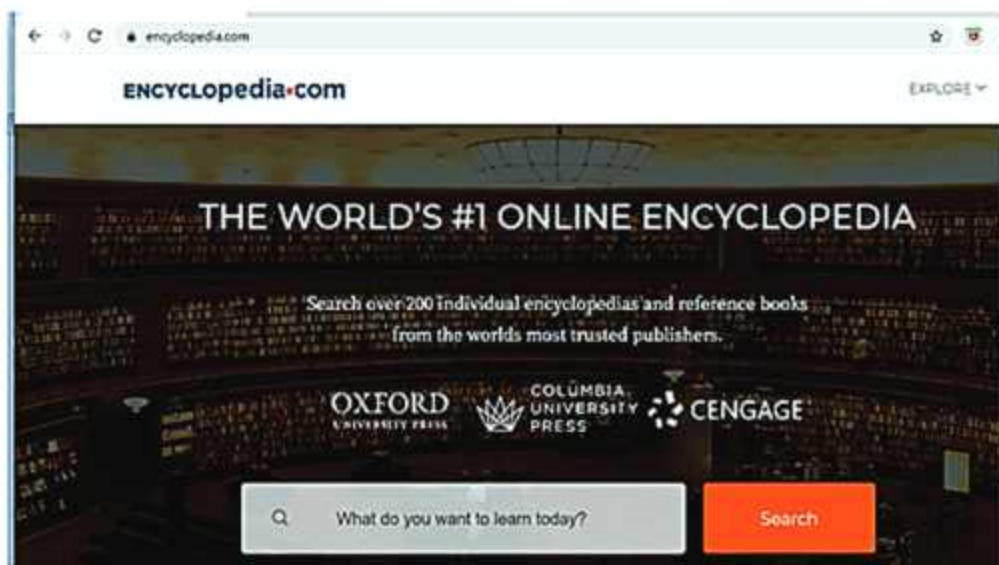 encyclopedia.com
ENCYCLOpedia.com
EXPLORE
THE WORLD'S #1 ONLINE ENCYCLOPEDIA
Search over 200 individual encyclopedias and reference books
from the worlds most trusted publishers.
OXFORD
UNIVERSITY PRESS
COLUMBIA
UNIVERSITY
PRESS
CENGAGE
What do you want to learn today?
Search